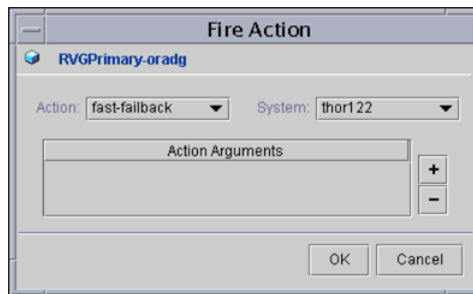 Fire Action
RVGPrimary-oradg
Action: fast-failback System: thor122
Action Arguments
+
−
OK Cancel